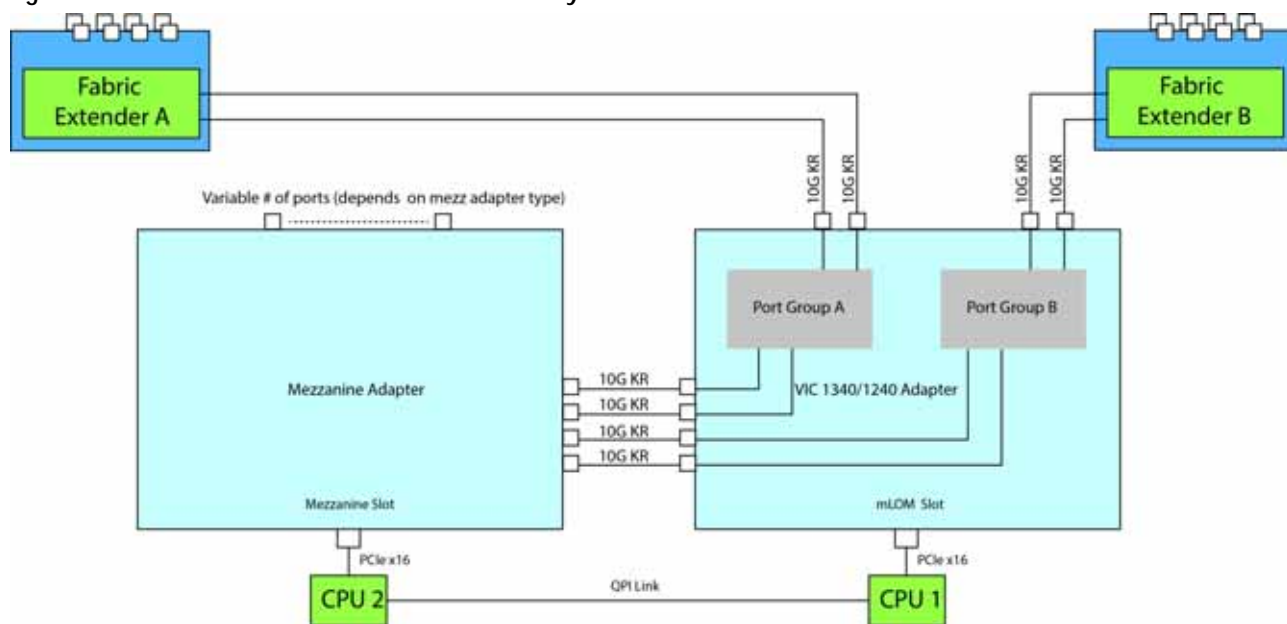 Fabric
Extender A
Fabric
Extender B
10G KR
10G KR
10G KR
10G KR
Variable # of ports (depends on mezz adapter type)
Port Group A
Port Group B
10G KR
Mezzanine Adapter
VIC 1340/1240 Adapter
10G KR
10G KR
10G KR
Mezzanine Slot
mLOM Slot
PCIe x16
PCIe x16
QPI Link
CPU 2
CPU 1